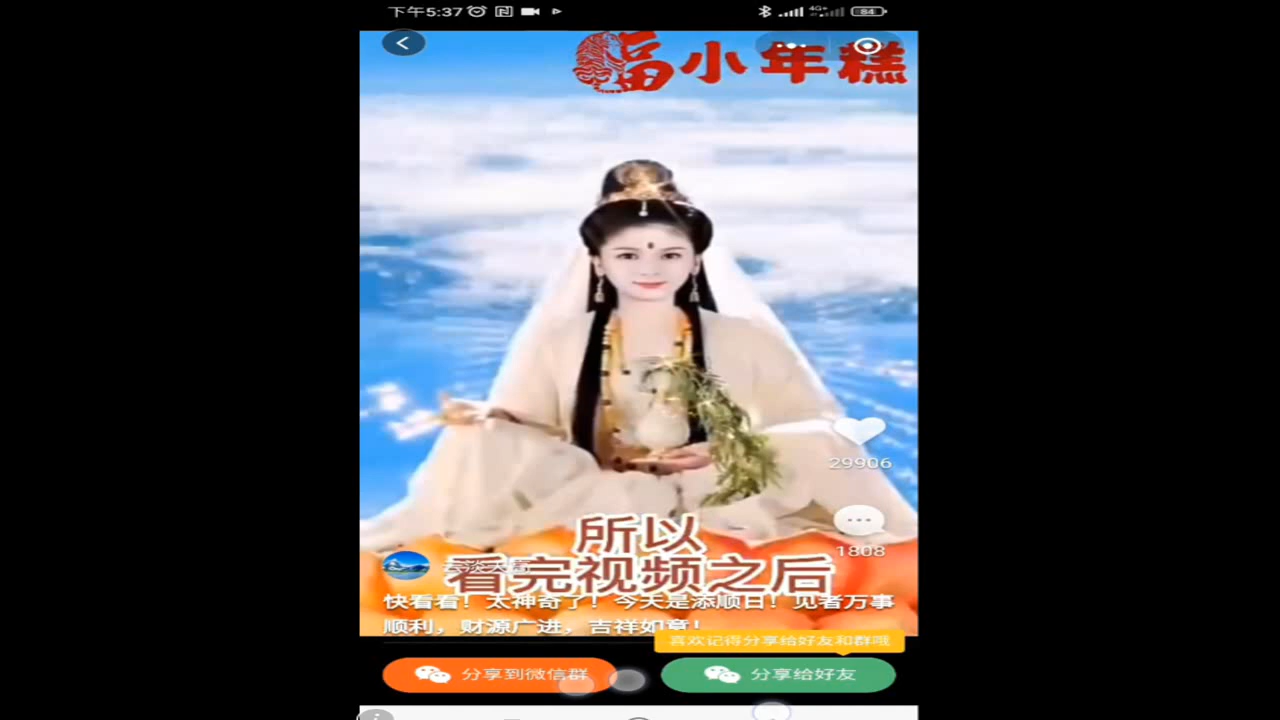 下午5:37
4G+
84
福小年糕
29906
1808
所以
看完视频之后
快看看！太神奇了！今天是添顺日！见者万事
顺利，财源广进，吉祥如意！
喜欢记得分享给好友和群哦
分享到微信群
分享给好友